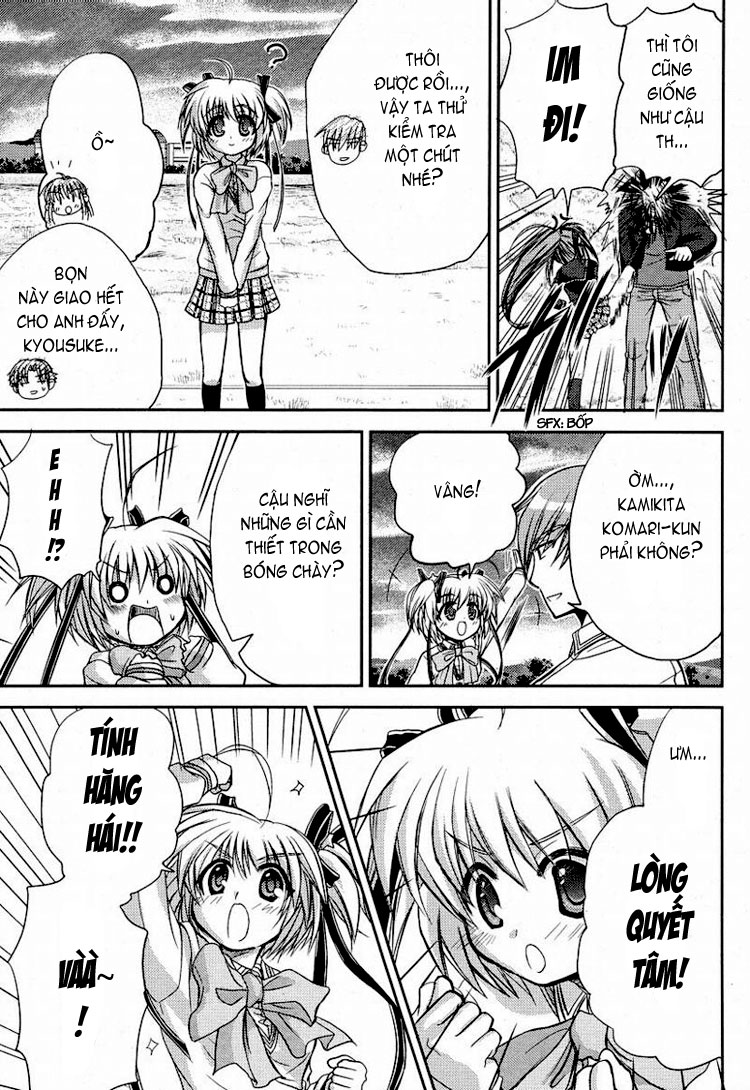 THÌ TÔI
CŨNG
GIỐNG
NHƯ CẬU
TH...
IM
ĐI!
SFX: BỐP
THÔI
ĐƯỢC RỒI...,
VẬY TA THỬ
KIỂM TRA
MỘT CHÚT
NHÉ?
?
Ồ~
BỌN
NÀY GIAO HẾT
CHO ANH ĐẤY,
KYOUSUKE...
ỜM...,
KAMIKITA
KOMARI-KUN
PHẢI KHÔNG?
VÂNG!
CẬU NGHĨ
NHỮNG GÌ CẦN
THIẾT TRONG
BÓNG CHÀY?
E
H
H
!?
ƯM...
LÒNG
QUYẾT
TÂM!
TÍNH
HĂNG
HÁI!!
VÀÀ~
!